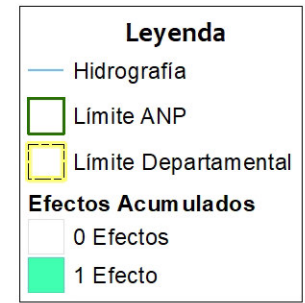 Leyenda
Hidrografía
Límite ANP
Límite Departamental
Efectos Acumulados
0 Efectos
1 Efecto